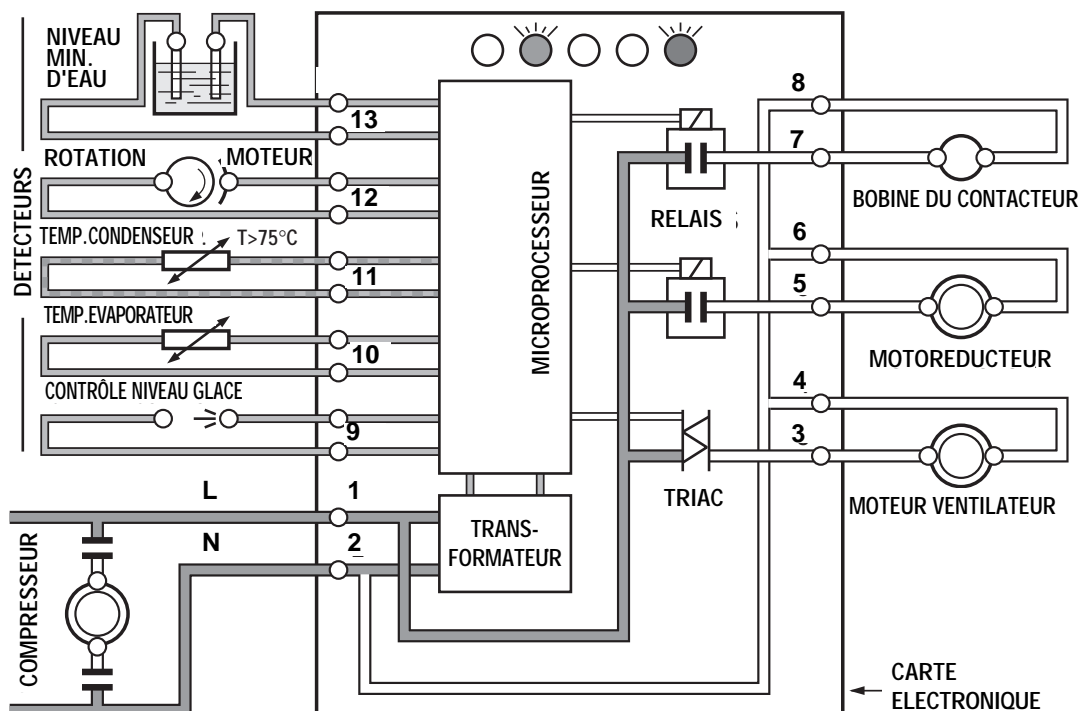 NIVEAU
MIN.
D'EAU
13
ROTATION MOTEUR
12
TEMP.CONDENSEUR T>75°C
11
TEMP.EVAPORATEUR
10
CONTRÔLE NIVEAU GLACE
9
DETECTEURS
L 1
N 2
COMPRESSEUR
MICROPROCESSEUR
TRANS-
FORMATEUR
RELAIS
TRIAC
8
7
BOBINE DU CONTACTEUR
6
5
MOTOREDUCTEUR
4
3
MOTEUR VENTILATEUR
CARTE
ELECTRONIQUE